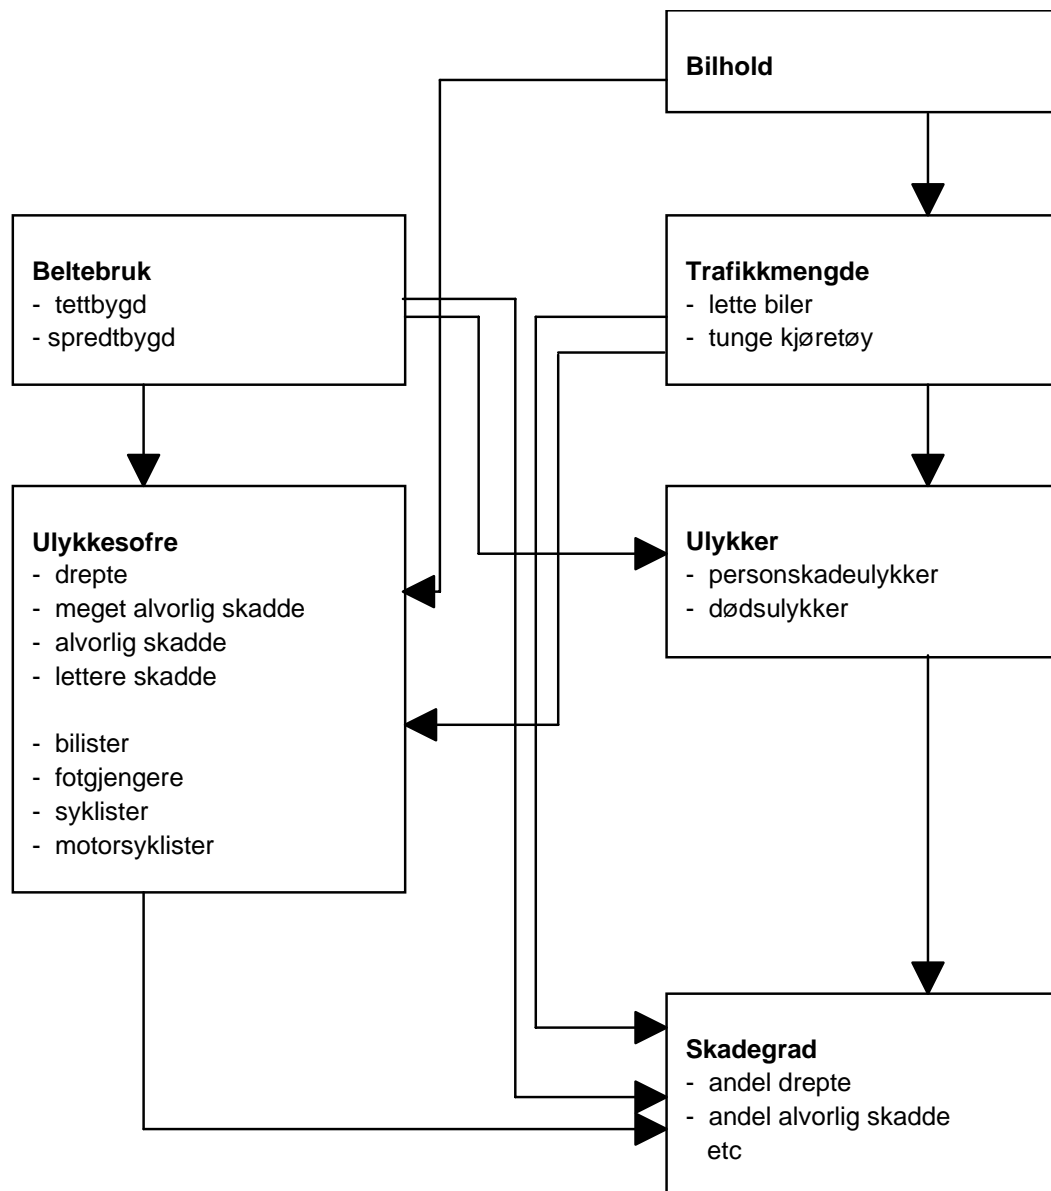 Bilhold
Beltebruk
- tettbygd
- spredtbygd
Trafikkmengde
- lette biler
- tunge kjøretøy
Ulykkesofre
- drepte
- meget alvorlig skadde
- alvorlig skadde
- lettere skadde
- bilister
- fotgjengere
- syklister
- motorsyklister
Ulykker
- personskadeulykker
- dødsulykker
Skadegrad
- andel drepte
- andel alvorlig skadde
etc